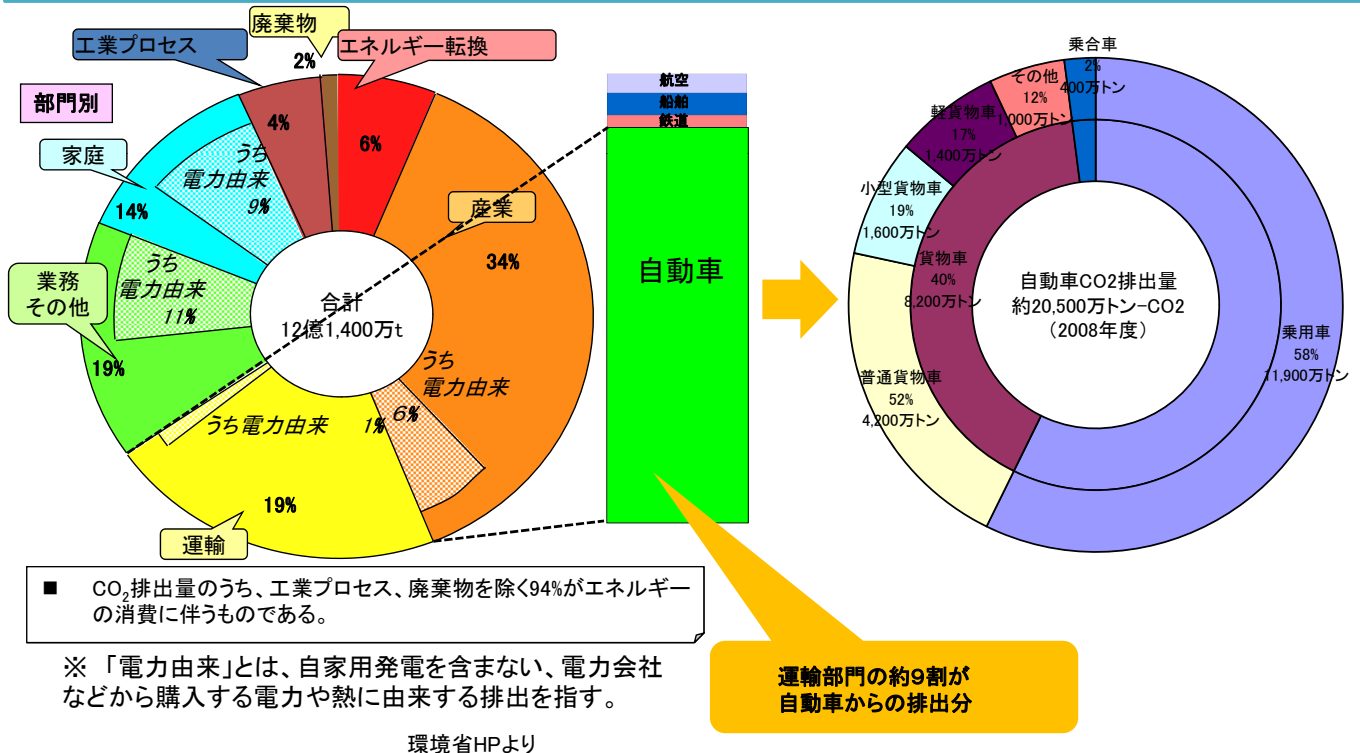 部門別
廃棄物
2%
工業プロセス
4%
エネルギー転換
6%
家庭
14%
うち
電力由来
9%
業務
その他
19%
うち
電力由来
11%
産業
34%
うち
電力由来
6%
運輸
19%
うち電力由来
1%
合計
12億1,400万t
航空
船舶
鉄道
自動車
乗合車
2%
400万トン
その他
12%
1,000万トン
軽貨物車
17%
1,400万トン
小型貨物車
19%
1,600万トン
普通貨物車
52%
4,200万トン
貨物車
40%
8,200万トン
自動車CO2排出量
約20,500万トン-CO2
(2008年度)
乗用車
58%
11,900万トン
■ CO₂排出量のうち、工業プロセス、廃棄物を除く94%がエネルギー
の消費に伴うものである。
※ 「電力由来」とは、自家用発電を含まない、電力会社
などから購入する電力や熱に由来する排出を指す。
運輸部門の約9割が
自動車からの排出分
環境省HPより